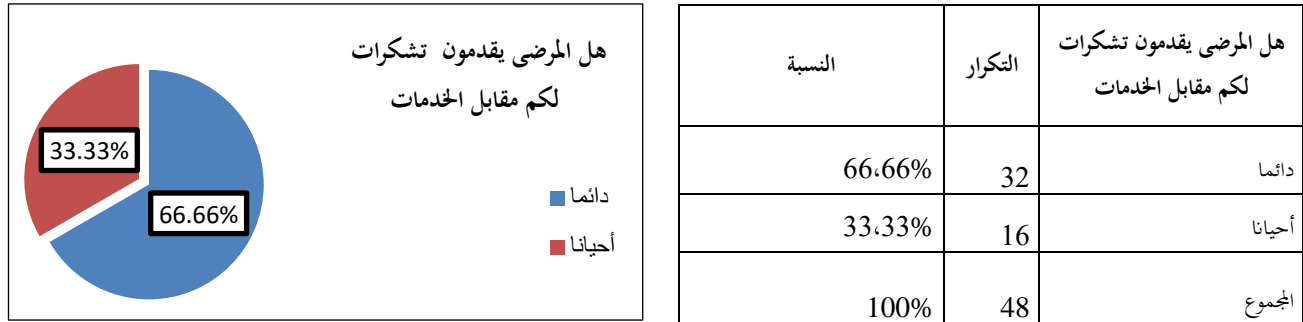 هل المرضى يقدمون تشكرات
لكم مقابل الخدمات
33.33%
66.66%
دائما
أحيانا
هل المرضى يقدمون تشكرات
لكم مقابل الخدمات
التكرار
النسبة
دائما
32
66،66%
أحيانا
16
33،33%
المجموع
48
100%